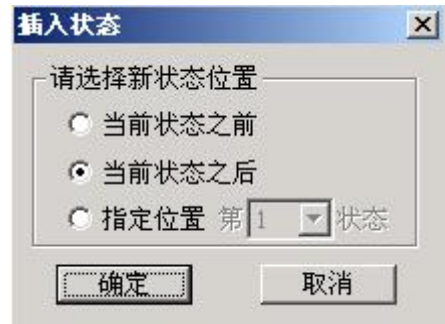 插入状态
请选择新状态位置
当前状态之前
当前状态之后
指定位置 第 1 状态
确定 取消